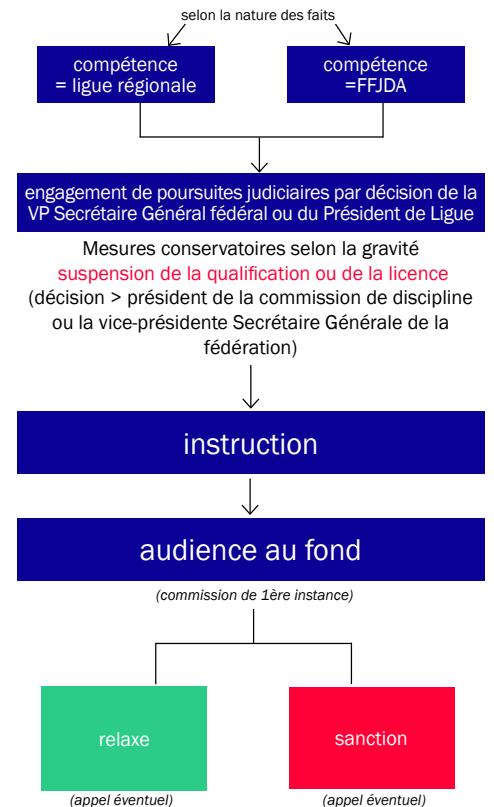 selon la nature des faits
compétence
= ligue régionale
compétence
=FFJDA
engagement de poursuites judiciaires par décision de la
VP Secrétaire Général fédéral ou du Président de Ligue
Mesures conservatoires selon la gravité
suspension de la qualification ou de la licence
(décision > président de la commission de discipline
ou la vice-présidente Secrétaire Générale de la
fédération)
instruction
audience au fond
(commission de 1ère instance)
relaxe
sanction
(appel éventuel)
(appel éventuel)